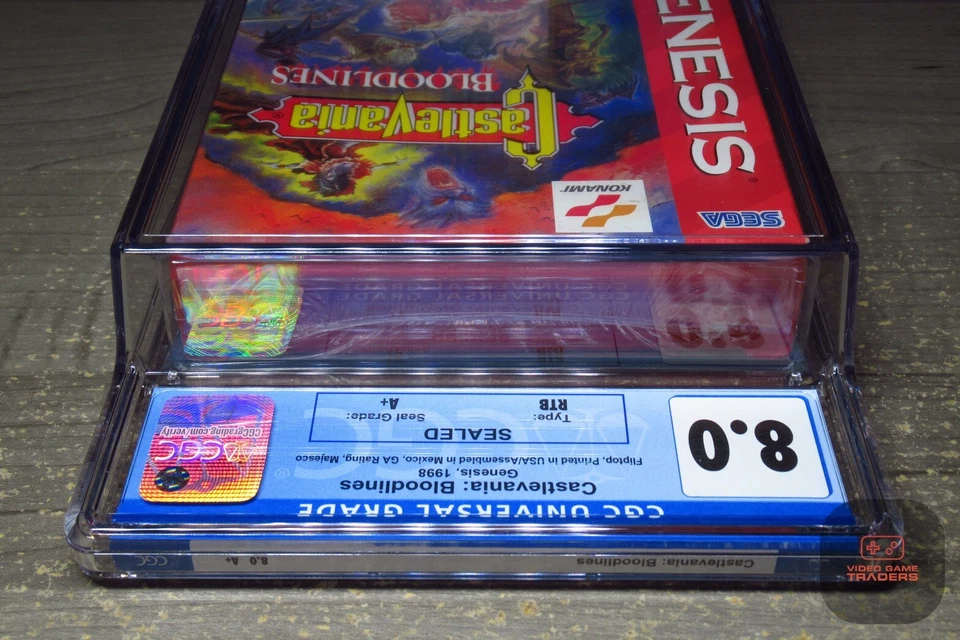 GENESIS
SEGA
KONAMI®
Castlevania®
BLOODLINES
CGC UNIVERSAL GRADE
8.0
Castlevania: Bloodlines
Genesis, 1998
Fliptop, Printed in USA/Assembled in Mexico, GA Rating, Majesco
SEALED
Type: Seal Grade:
RTB A+
CGC
CGCgrading.com/verify
Castlevania: Bloodlines 8.0 A+ CGC
VIDEO GAME
TRADERS